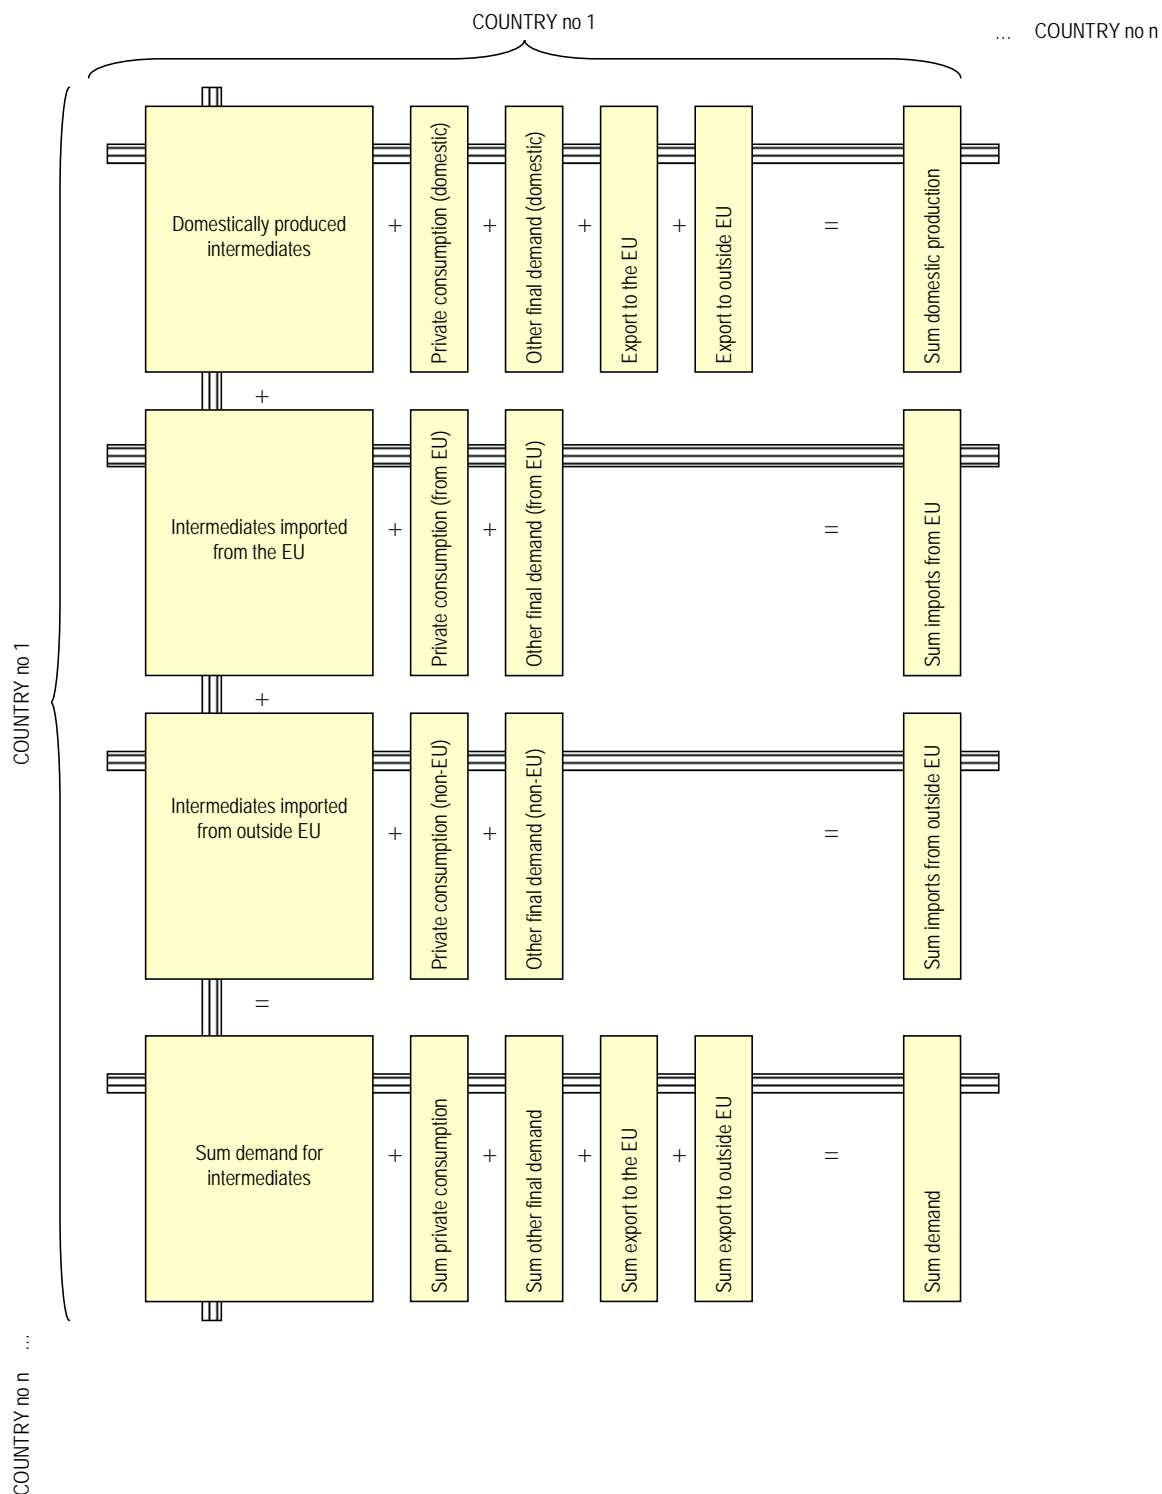 COUNTRY no 1
... COUNTRY no n
COUNTRY no 1
Domestically produced
intermediates
+
Private consumption (domestic)
+
Other final demand (domestic)
+
Export to the EU
+
Export to outside EU
=
Sum domestic production
+
Intermediates imported
from the EU
+
Private consumption (from EU)
+
Other final demand (from EU)
=
Sum imports from EU
+
Intermediates imported
from outside EU
+
Private consumption (non-EU)
+
Other final demand (non-EU)
=
Sum imports from outside EU
=
Sum demand for
intermediates
+
Sum private consumption
+
Sum other final demand
+
Sum export to the EU
+
Sum export to outside EU
=
Sum demand
COUNTRY no n ...